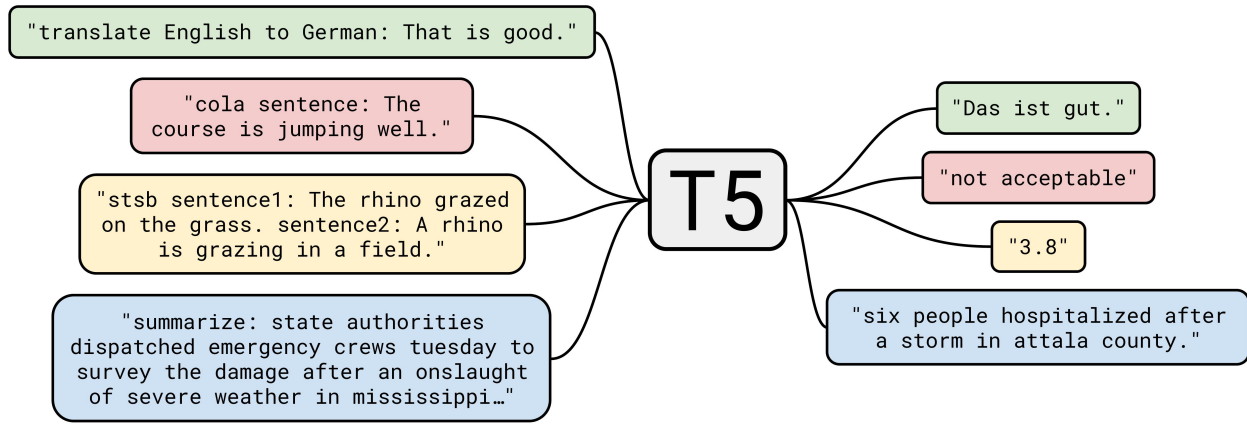 "translate English to German: That is good."
"cola sentence: The
course is jumping well."
"stsb sentence1: The rhino grazed
on the grass. sentence2: A rhino
is grazing in a field."
"summarize: state authorities
dispatched emergency crews tuesday to
survey the damage after an onslaught
of severe weather in mississippi…"
T5
"Das ist gut."
"not acceptable"
"3.8"
"six people hospitalized after
a storm in attala county."